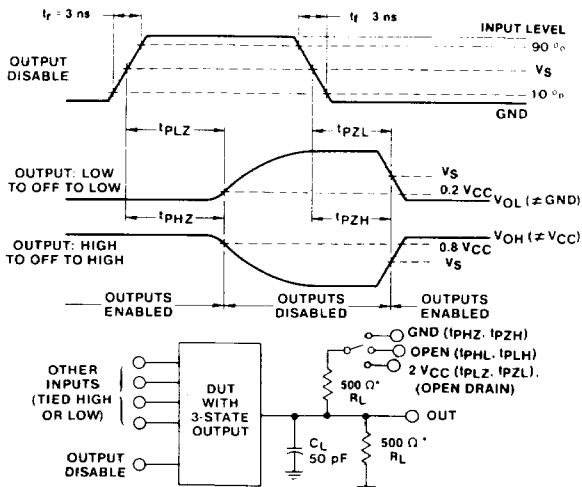 tr = 3 ns
tf = 3 ns
INPUT LEVEL
90 %
OUTPUT DISABLE
VS
10 %
GND
tPLZ
tPZL
OUTPUT: LOW TO OFF TO LOW
VS
0.2 VCC
VOL (≠GND)
tPHZ
tPZH
OUTPUT: HIGH TO OFF TO HIGH
VOH (≠VCC)
0.8 VCC
VS
OUTPUTS ENABLED
OUTPUTS DISABLED
OUTPUTS ENABLED
GND (tPHZ, tPZH)
OPEN (tPHL, tPLH)
2 VCC (tPLZ, tPZL),
(OPEN DRAIN)
OTHER INPUTS (TIED HIGH OR LOW)
DUT WITH 3-STATE OUTPUT
500 Ω*
RL
OUT
OUTPUT DISABLE
CL
50 pF
500 Ω*
RL